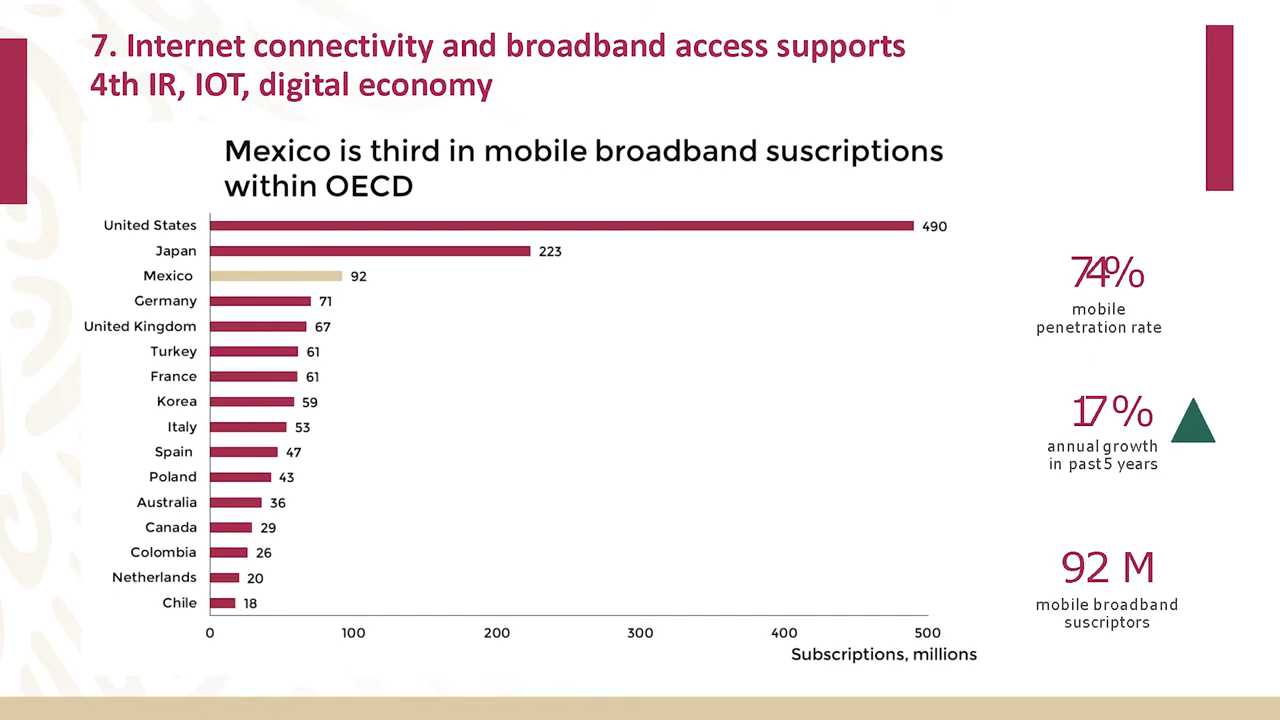 7. Internet connectivity and broadband access supports
4th IR, IOT, digital economy
Mexico is third in mobile broadband suscriptions
within OECD
United States 490
Japan 223
Mexico 92
Germany 71
United Kingdom 67
Turkey 61
France 61
Korea 59
Italy 53
Spain 47
Poland 43
Australia 36
Canada 29
Colombia 26
Netherlands 20
Chile 18
0 100 200 300 400 500
Subscriptions, millions
74%
mobile
penetration rate
17%
annual growth
in past 5 years
92 M
mobile broadband
suscriptors